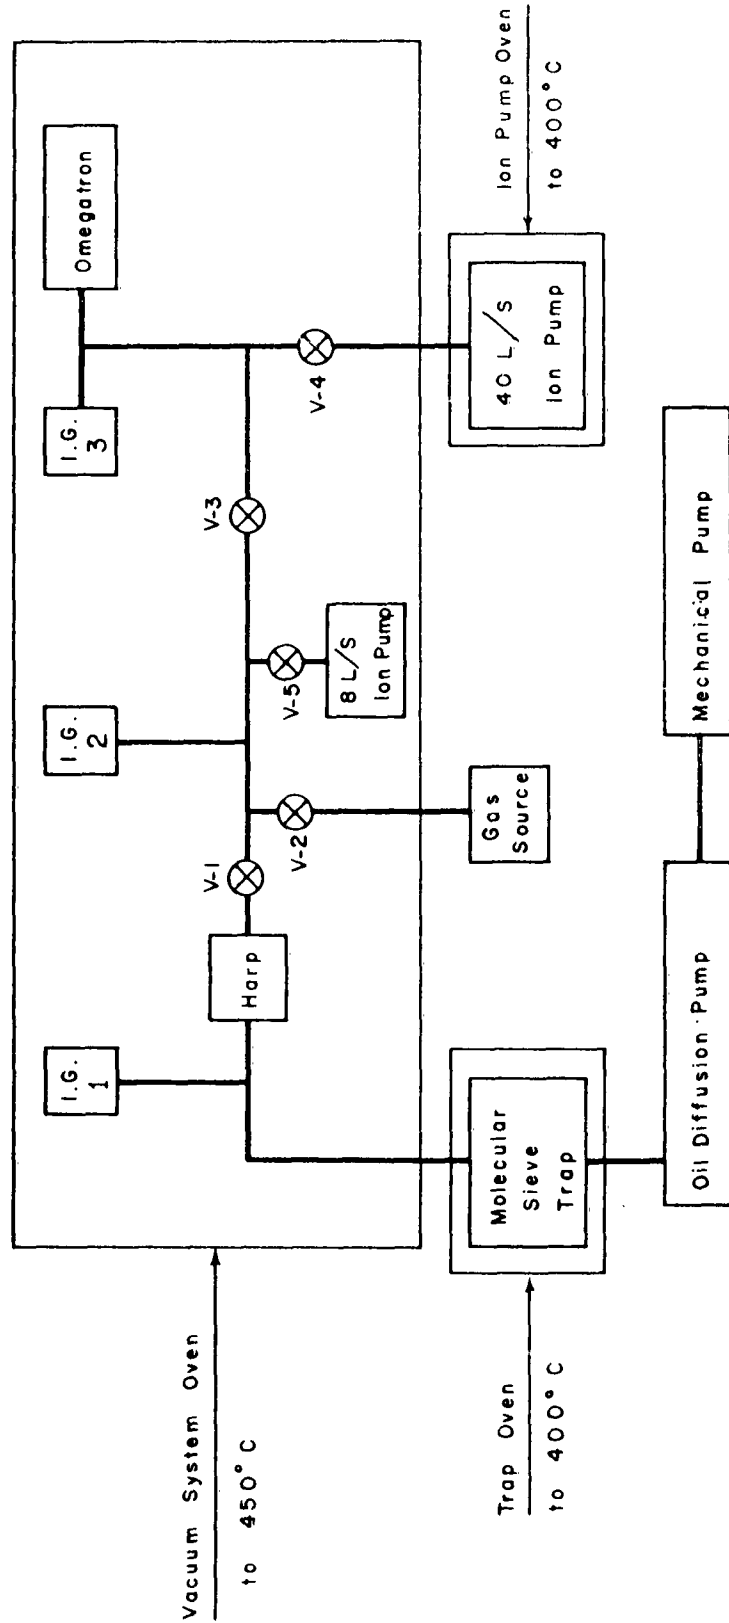 Vacuum System Oven
to 450°C
I.G.
1
I.G.
2
I.G.
3
Omegatron
Harp
V-1
V-2
V-5
V-3
V-4
8 L/S
Ion Pump
Trap Oven
to 400°C
Molecular
Sieve
Trap
Gas
Source
40 L/S
Ion Pump
Ion Pump Oven
to 400°C
Oil Diffusion Pump
Mechanical Pump